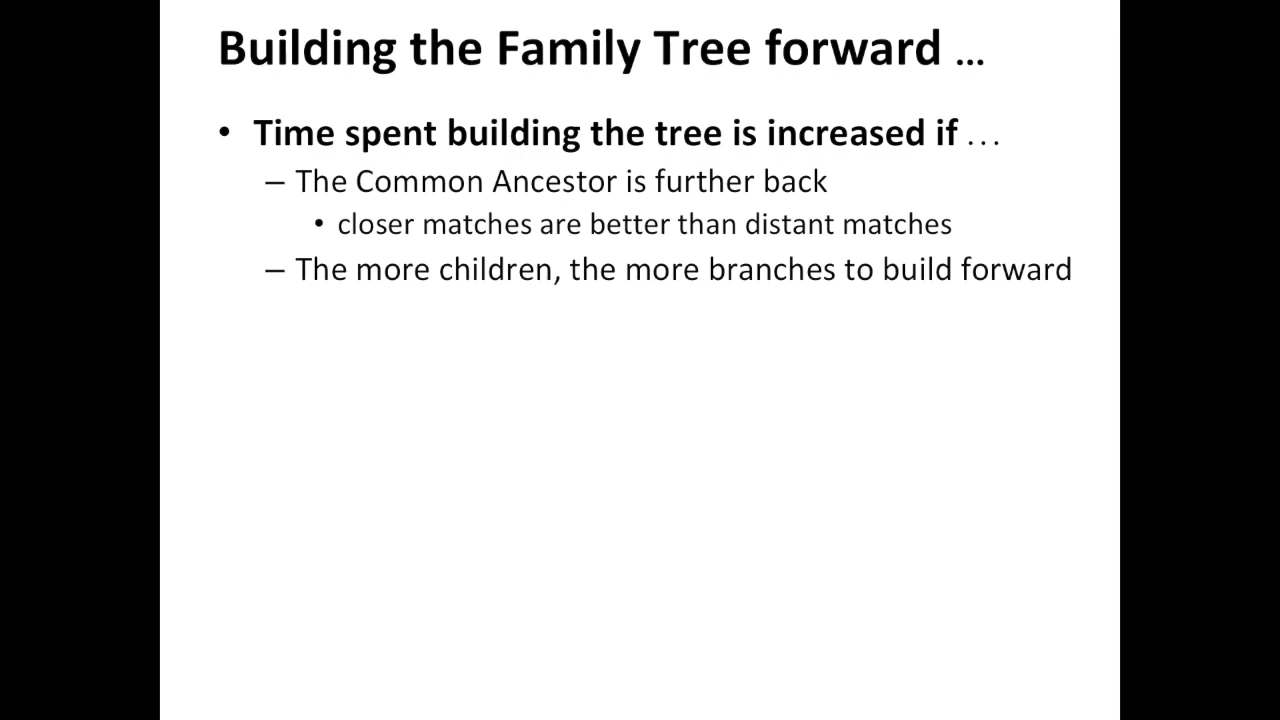 Building the Family Tree forward ...
• Time spent building the tree is increased if ...
– The Common Ancestor is further back
• closer matches are better than distant matches
– The more children, the more branches to build forward